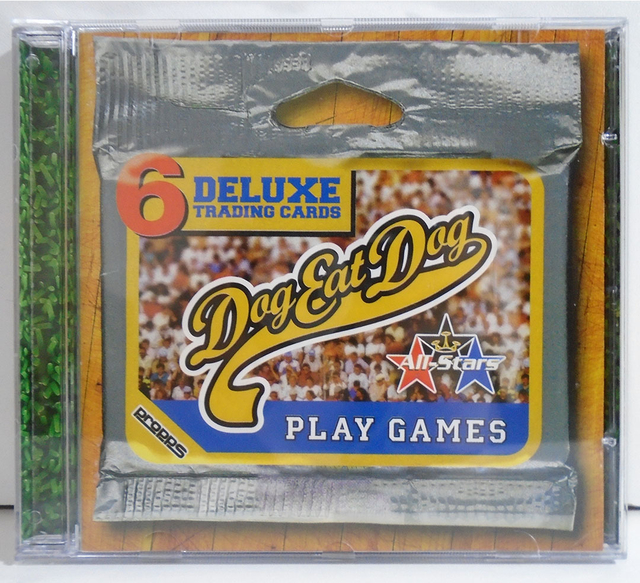 6 DELUXE
TRADING CARDS
Dog Eat Dog
All-Stars
PLAY GAMES
PROPPS